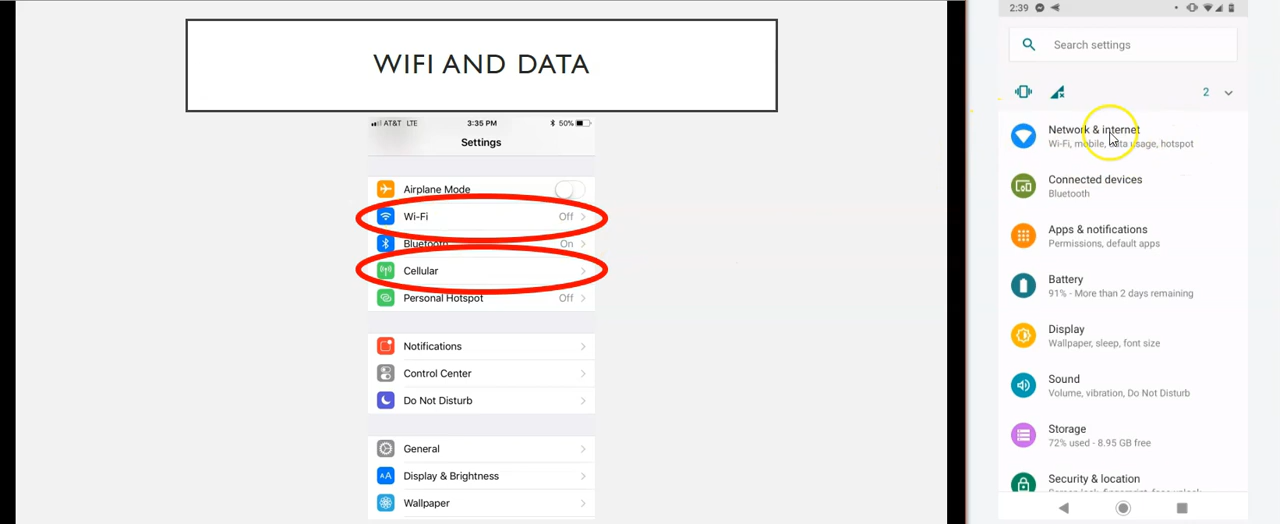 WIFI AND DATA
AT&T LTE 3:35 PM 50%
Settings
Airplane Mode
Wi-Fi Off
Bluetooth On
Cellular
Personal Hotspot Off
Notifications
Control Center
Do Not Disturb
General
Display & Brightness
Wallpaper
2:39
Search settings
2
Network & internet
Wi-Fi, mobile, data usage, hotspot
Connected devices
Bluetooth
Apps & notifications
Permissions, default apps
Battery
91% - More than 2 days remaining
Display
Wallpaper, sleep, font size
Sound
Volume, vibration, Do Not Disturb
Storage
72% used - 8.95 GB free
Security & location